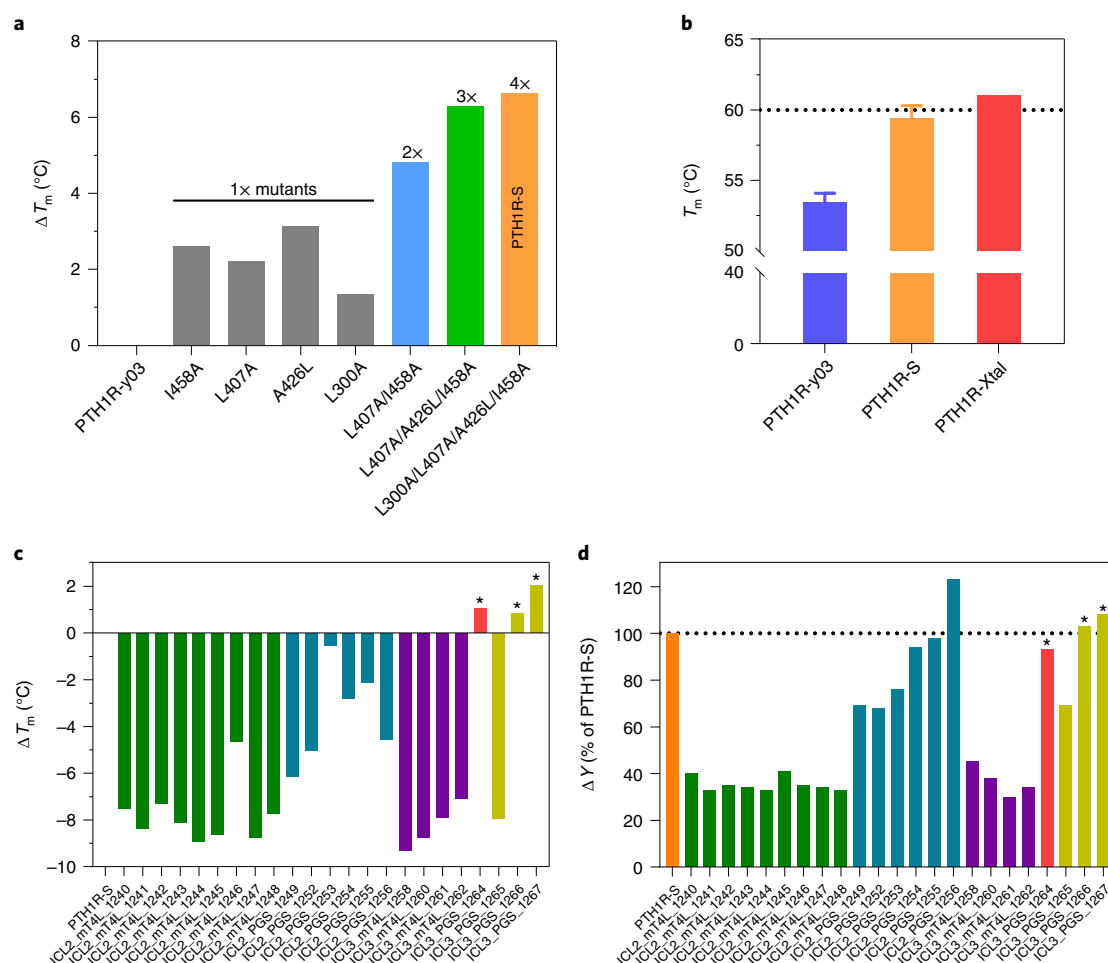 a
8
6
4
2
0
Δ Tm (°C)
1× mutants
2×
3×
4×
PTH1R-S
PTH1R-y03
I458A
L407A
A426L
L300A
L407A/I458A
L407A/A426L/I458A
L300A/L407A/A426L/I458A
b
65
60
55
50
40
0
Tm (°C)
PTH1R-y03
PTH1R-S
PTH1R-Xtal
c
2
0
−2
−4
−6
−8
−10
Δ Tm (°C)
*
*
*
PTH1R-S
ICL2_mT4L_1240
ICL2_mT4L_1241
ICL2_mT4L_1242
ICL2_mT4L_1243
ICL2_mT4L_1244
ICL2_mT4L_1245
ICL2_mT4L_1246
ICL2_mT4L_1247
ICL2_mT4L_1248
ICL2_PGS_1249
ICL2_PGS_1252
ICL2_PGS_1253
ICL2_PGS_1254
ICL2_PGS_1255
ICL2_PGS_1256
ICL3_mT4L_1258
ICL3_mT4L_1260
ICL3_mT4L_1261
ICL3_mT4L_1262
ICL3_PGS_1264
ICL3_PGS_1265
ICL3_PGS_1266
ICL3_PGS_1267
d
120
100
80
60
40
20
0
Δ Y (% of PTH1R-S)
*
*
*
PTH1R-S
ICL2_mT4L_1240
ICL2_mT4L_1241
ICL2_mT4L_1242
ICL2_mT4L_1243
ICL2_mT4L_1244
ICL2_mT4L_1245
ICL2_mT4L_1246
ICL2_mT4L_1247
ICL2_mT4L_1248
ICL2_PGS_1249
ICL2_PGS_1252
ICL2_PGS_1253
ICL2_PGS_1254
ICL2_PGS_1255
ICL2_PGS_1256
ICL3_mT4L_1258
ICL3_mT4L_1260
ICL3_mT4L_1261
ICL3_mT4L_1262
ICL3_PGS_1264
ICL3_PGS_1265
ICL3_PGS_1266
ICL3_PGS_1267